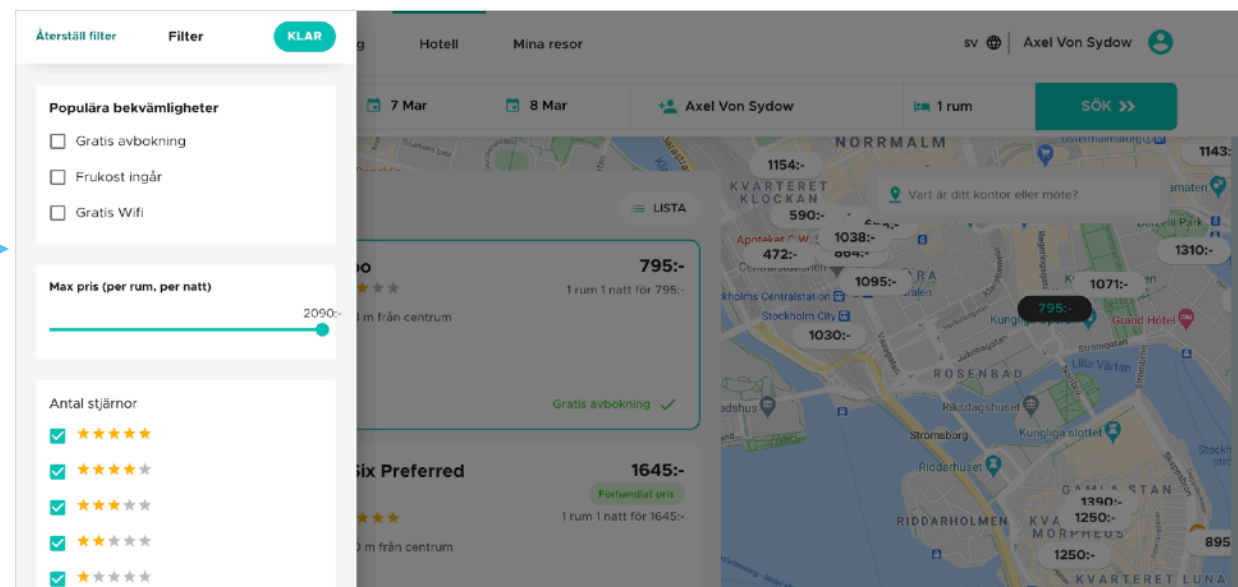 Återställ filter
Filter
KLAR
Hotell
Mina resor
sv
Axel Von Sydow
Populära bekvämligheter
Gratis avbokning
Frukost ingår
Gratis Wifi
7 Mar
8 Mar
Axel Von Sydow
1 rum
SÖK
NORRMALM
1154:-
1143:
KVARTERET
KLOCKAN
Vart är ditt kontor eller möte?
LISTA
590:-
1038:-
472:-
864:-
1310:-
795:-
1 rum 1 natt för 795:-
m från centrum
1095:-
1071:-
795:-
Grand Hôtel
Stockholm City
1030:-
Max pris (per rum, per natt)
2090:-
Strömgatan
Lilla Värtan
ROSENBAD
Gratis avbokning
Riksdagshuset
Strömsborg
Kungliga slottet
Antal stjärnor
Six Preferred
1645:-
Förhandlat pris
1 rum 1 natt för 1645:-
m från centrum
Riddarhuset
GAMLA STAN
1390:-
RIDDARHOLMEN
1250:-
MORPHEUS
895
1250:-
KVARTERET LUNA